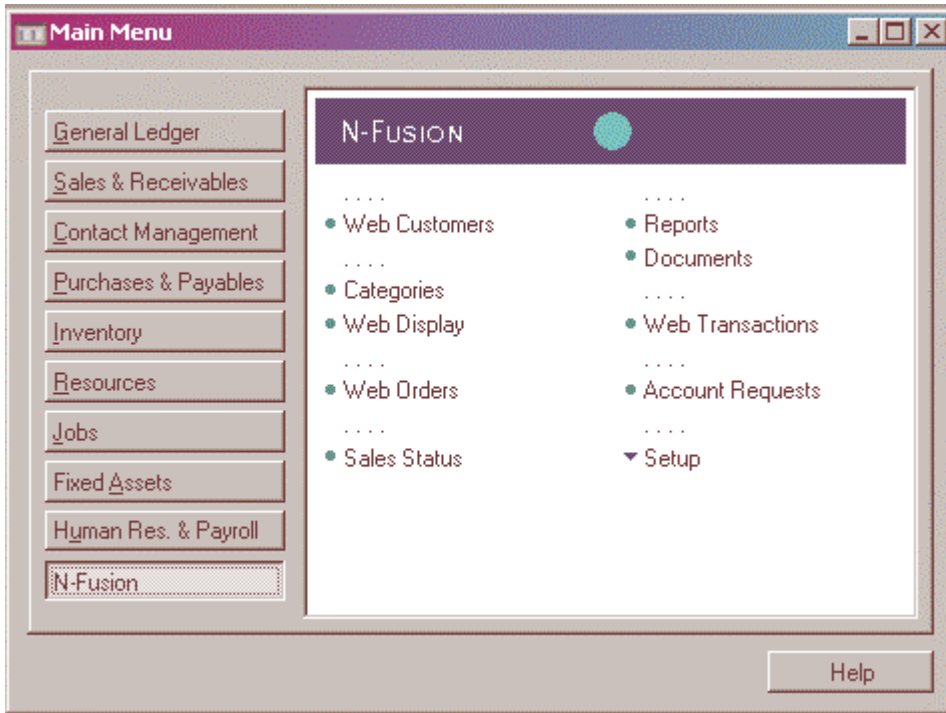 Main Menu
General Ledger
Sales & Receivables
Contact Management
Purchases & Payables
Inventory
Resources
Jobs
Fixed Assets
Human Res. & Payroll
N-Fusion
N-FUSION
. . . .
Web Customers
. . . .
Categories
Web Display
. . . .
Web Orders
. . . .
Sales Status
. . . .
Reports
Documents
. . . .
Web Transactions
. . . .
Account Requests
. . . .
Setup
Help